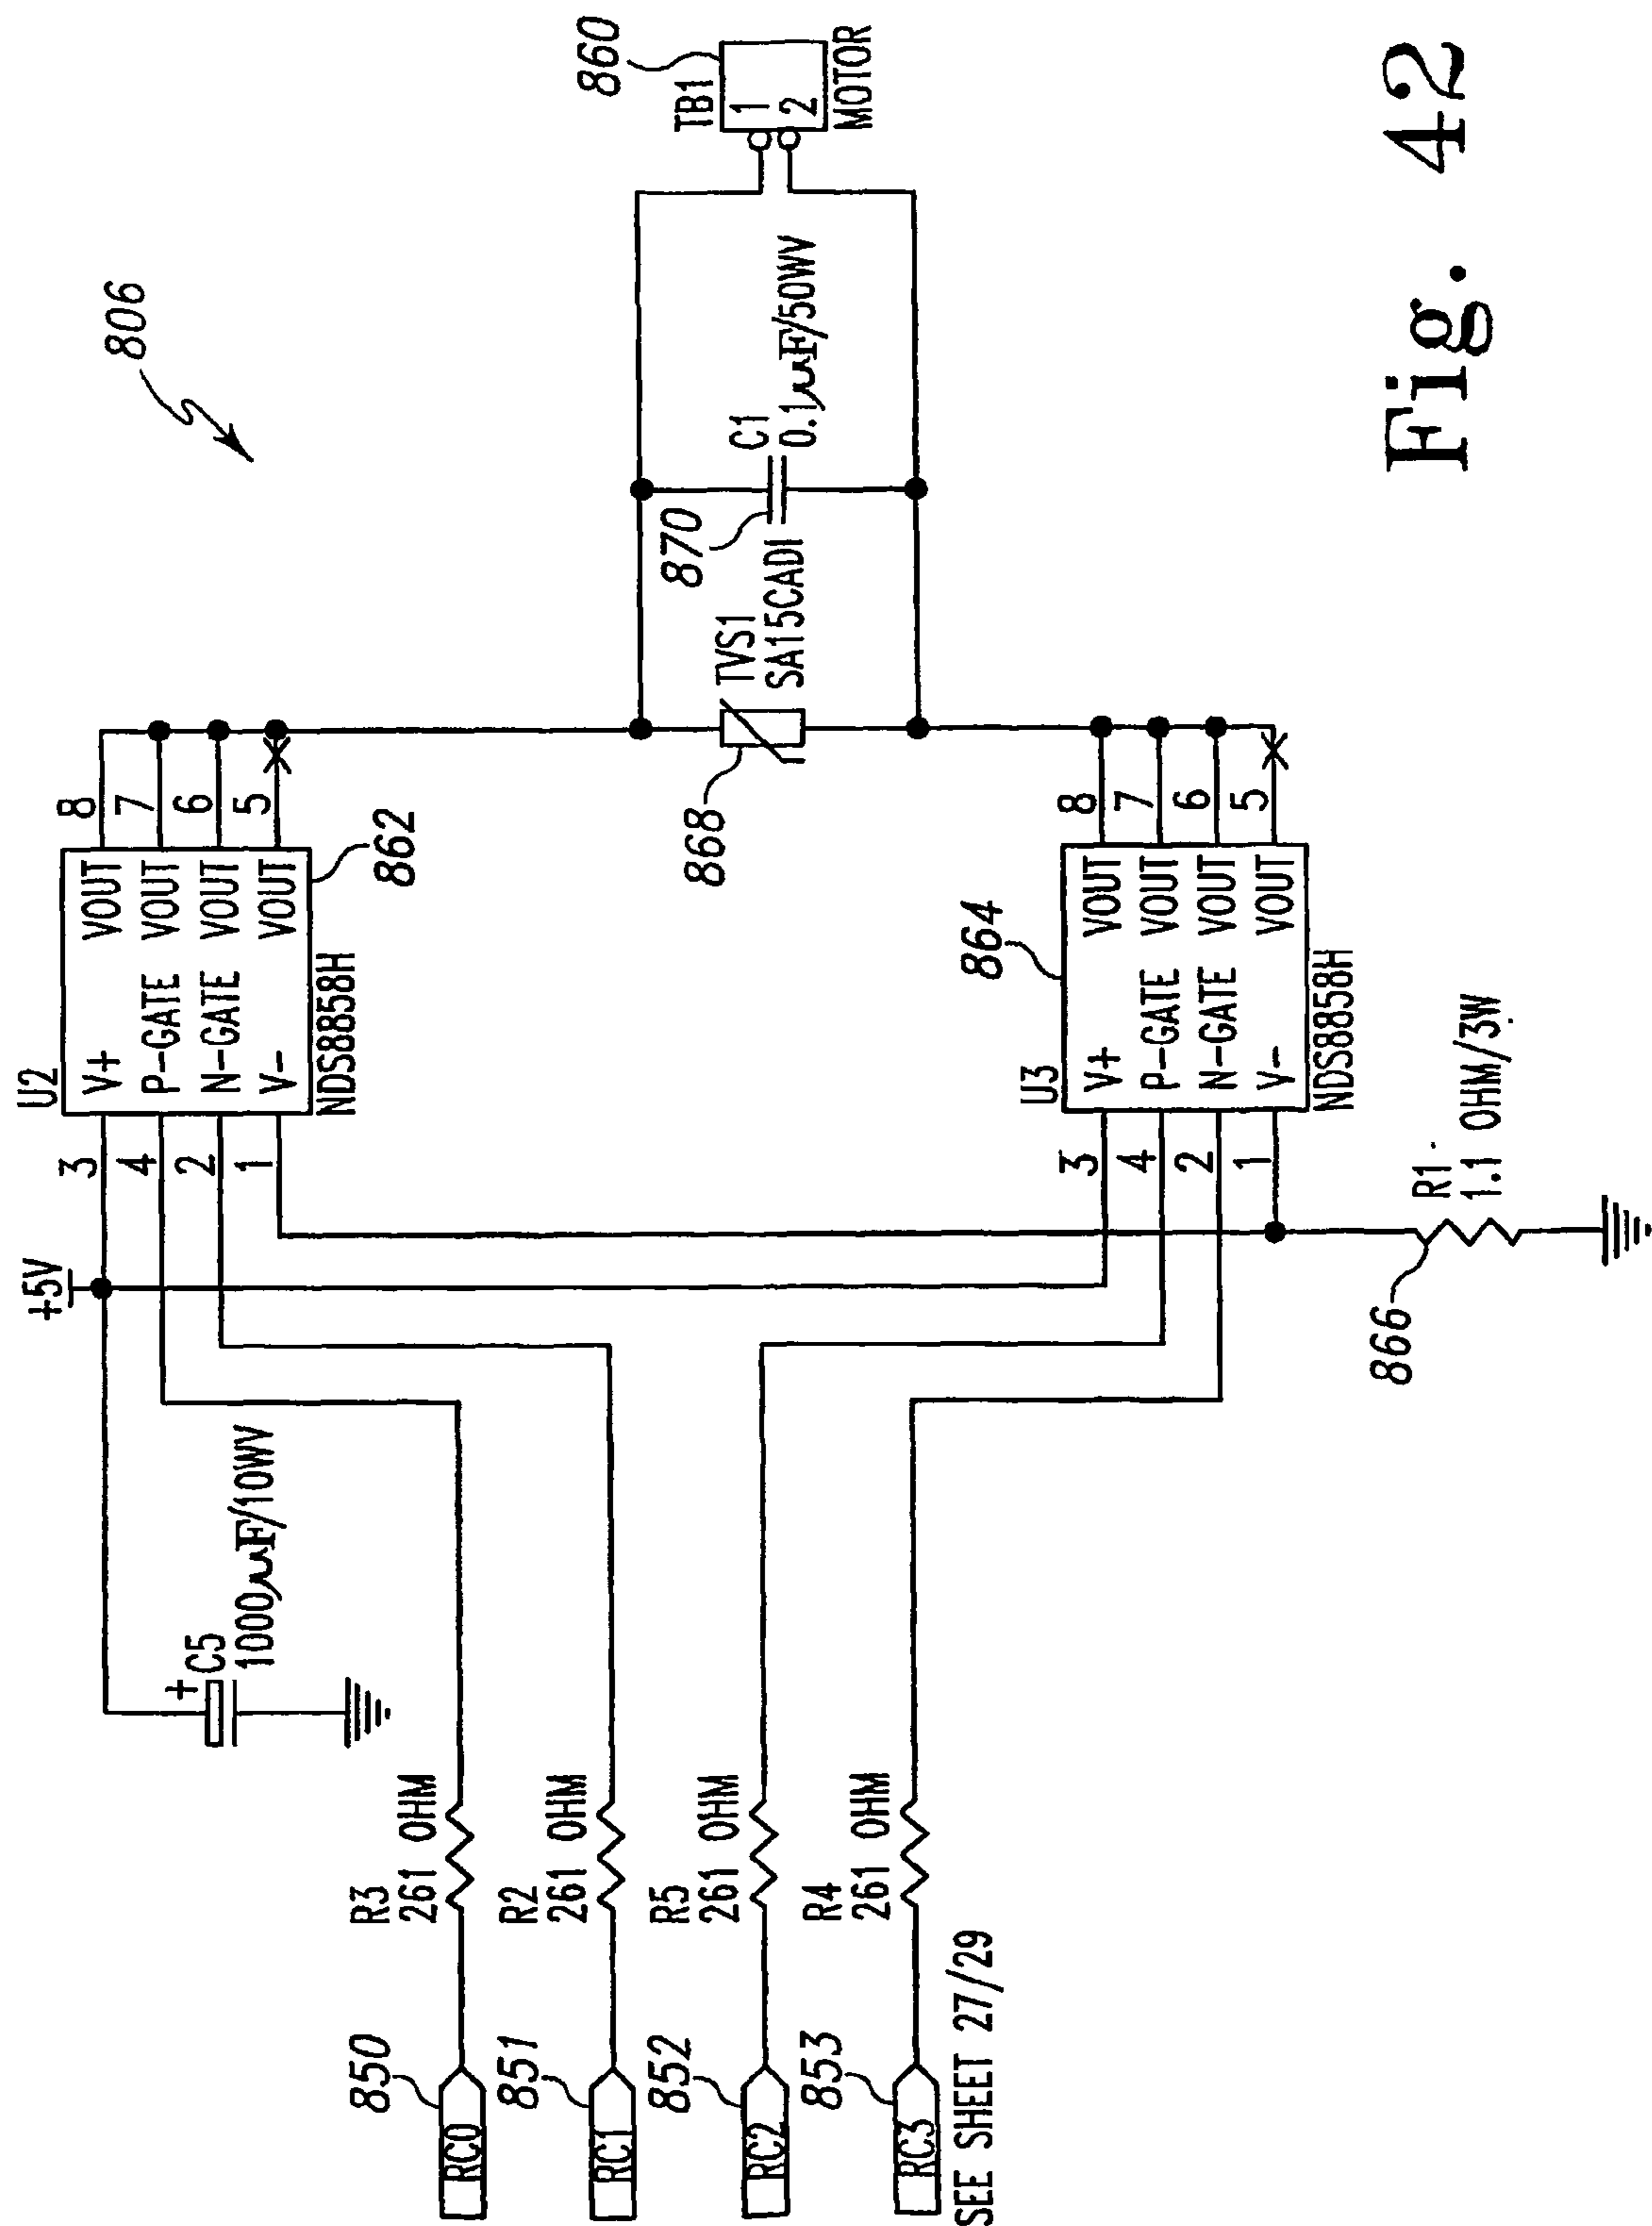 806
+5V
C5
+
1000µF/10WV
U2
3 V+ VOUT 8
4 P-GATE VOUT 7
2 N-GATE VOUT 6
1 V- VOUT 5
NDS8858H
862
850
RC0
R3
261 OHM
851
RC1
R2
261 OHM
852
RC2
R5
261 OHM
853
RC3
R4
261 OHM
SEE SHEET 27/29
868
TVS1
SA15CADI
870
C1
0.1µF/50WV
860
TB1
1
2
MOTOR
864
U3
3 V+ VOUT 8
4 P-GATE VOUT 7
2 N-GATE VOUT 6
1 V- VOUT 5
NDS8858H
866
R1
1.1 OHM/3W
Fig. 42